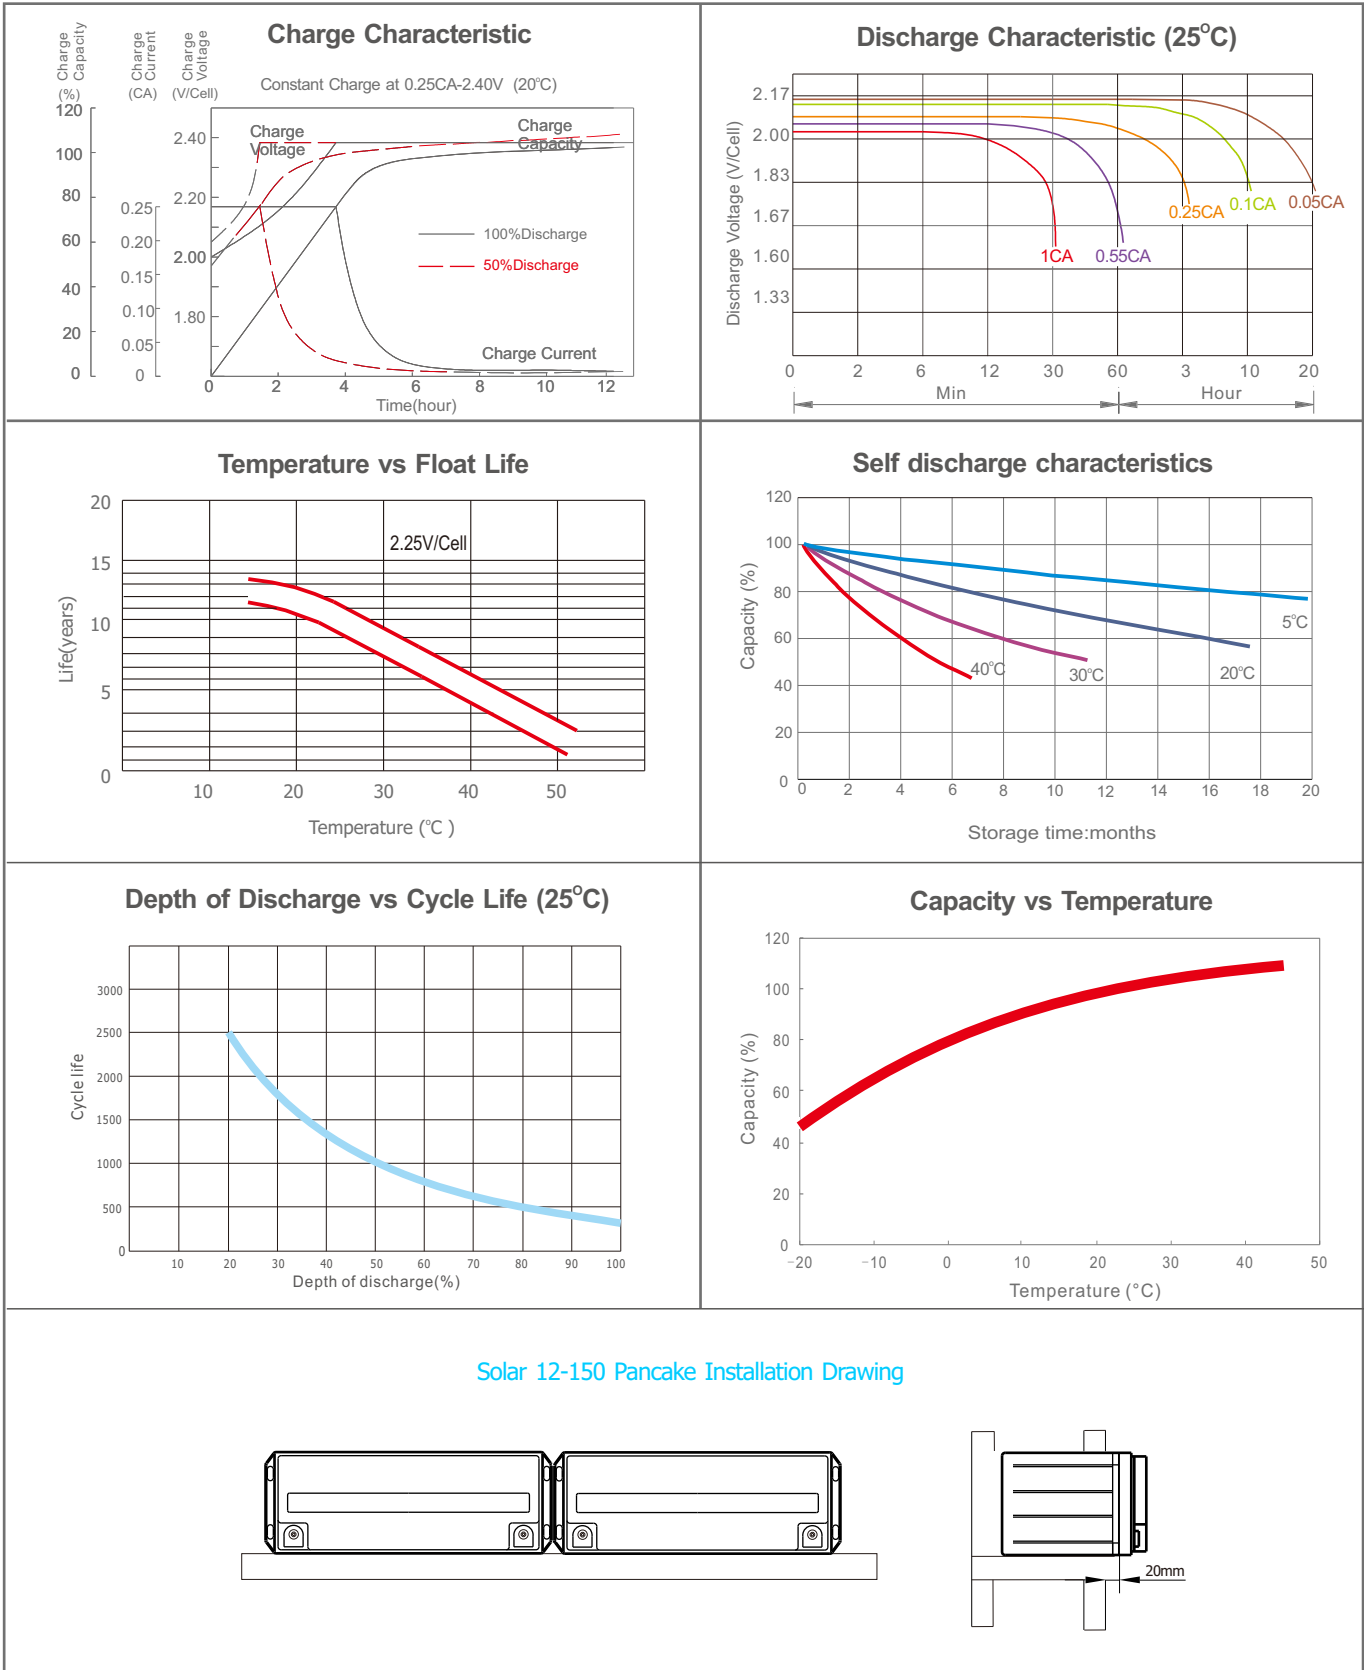 Charge Characteristic
Constant Charge at 0.25CA-2.40V (20°C)
Charge
Capacity
(%)
Charge
Current
(CA)
Charge
Voltage
(V/Cell)
120
100
80
60
40
20
0
0.25
0.20
0.15
0.10
0.05
0
2.40
2.20
2.00
1.80
Charge
Voltage
Charge
Capacity
100%Discharge
50%Discharge
Charge Current
0 2 4 6 8 10 12
Time(hour)
Discharge Characteristic (25°C)
Discharge Voltage (V/Cell)
2.17
2.00
1.83
1.67
1.60
1.33
1CA
0.55CA
0.25CA
0.1CA
0.05CA
0 2 6 12 30 60 3 10 20
Min Hour
Temperature vs Float Life
Life(years)
20
15
10
5
0
2.25V/Cell
10 20 30 40 50
Temperature (°C )
Self discharge characteristics
Capacity (%)
120
100
80
60
40
20
0
5°C
20°C
30°C
40°C
0 2 4 6 8 10 12 14 16 18 20
Storage time:months
Depth of Discharge vs Cycle Life (25°C)
Cycle life
3000
2500
2000
1500
1000
500
0
10 20 30 40 50 60 70 80 90 100
Depth of discharge(%)
Capacity vs Temperature
Capacity (%)
120
100
80
60
40
20
0
−20 −10 0 10 20 30 40 50
Temperature (°C)
Solar 12-150 Pancake Installation Drawing
20mm